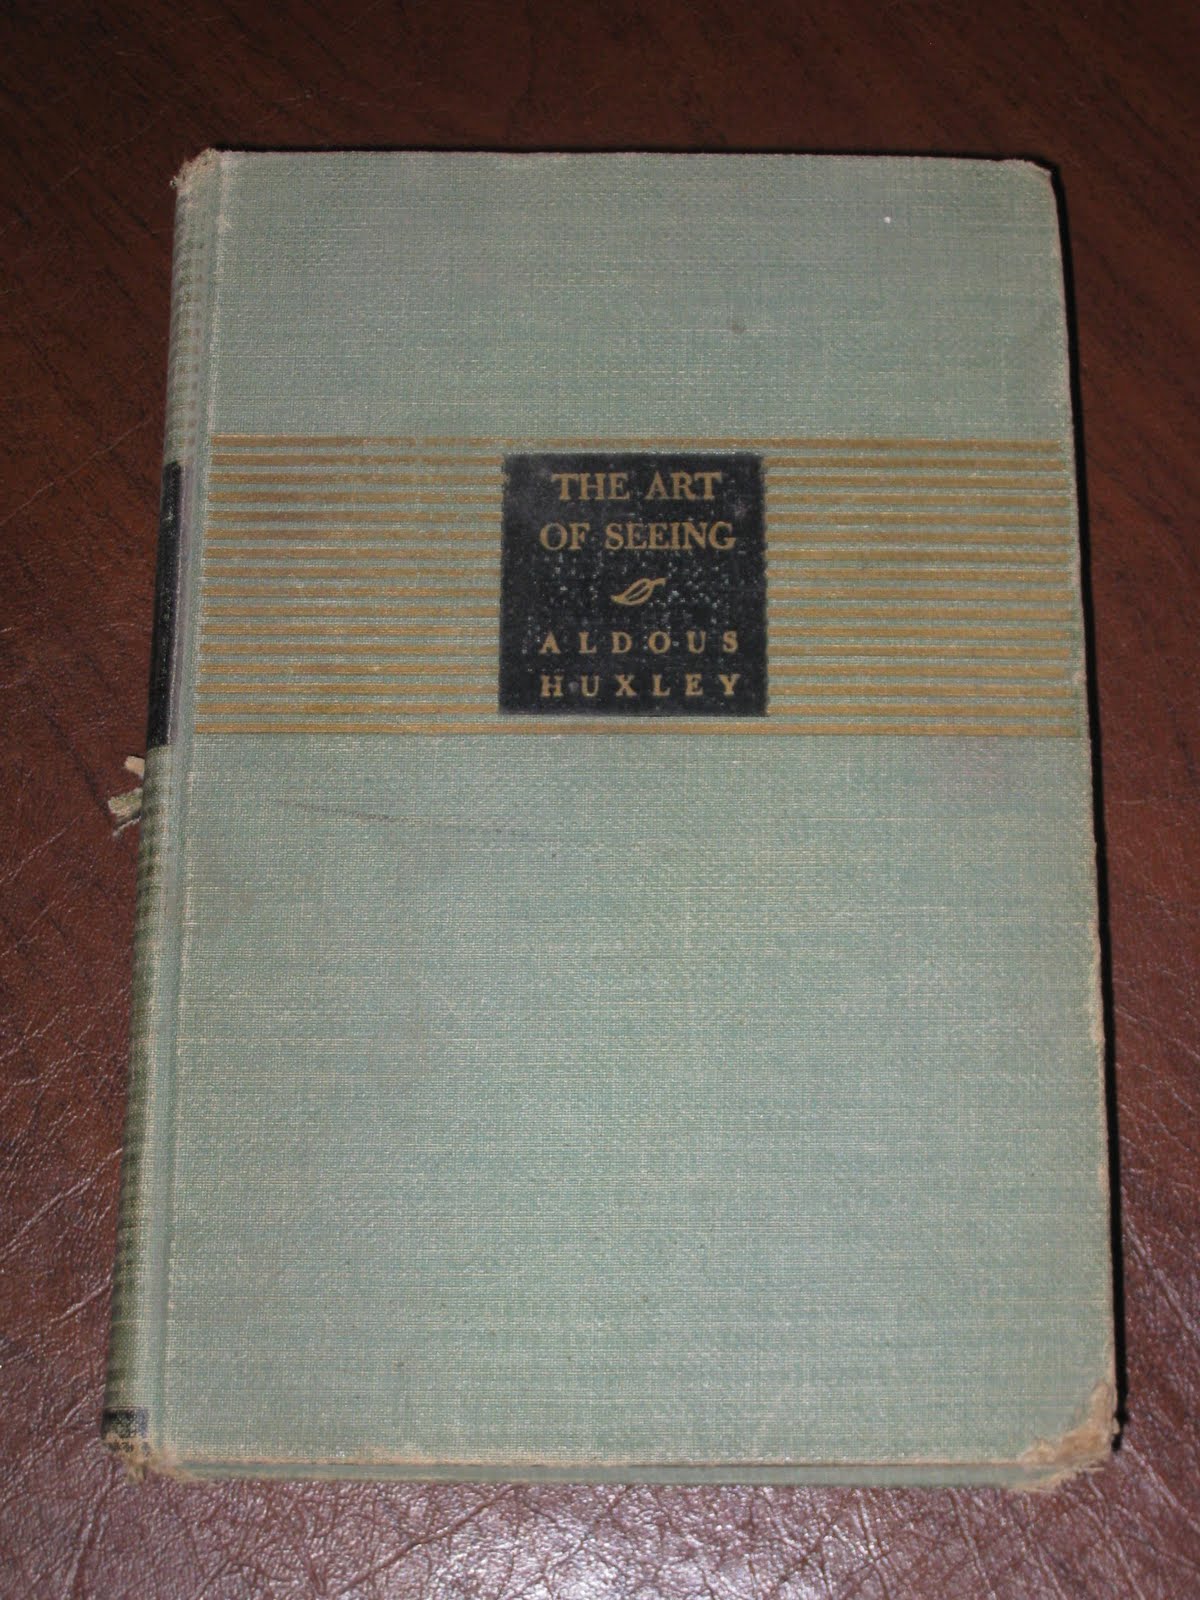 THE ART
OF SEEING
ALDOUS
HUXLEY